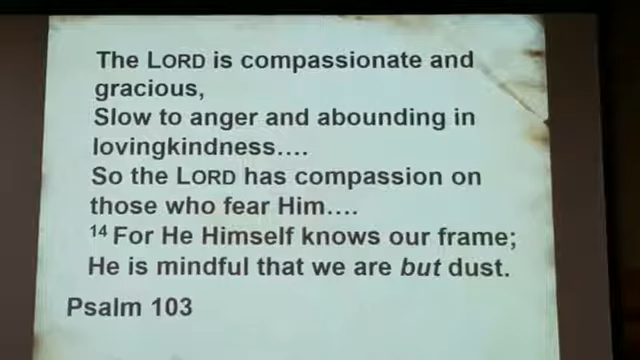 The LORD is compassionate and
gracious,
Slow to anger and abounding in
lovingkindness....
So the LORD has compassion on
those who fear Him....
14 For He Himself knows our frame;
He is mindful that we are but dust.
Psalm 103